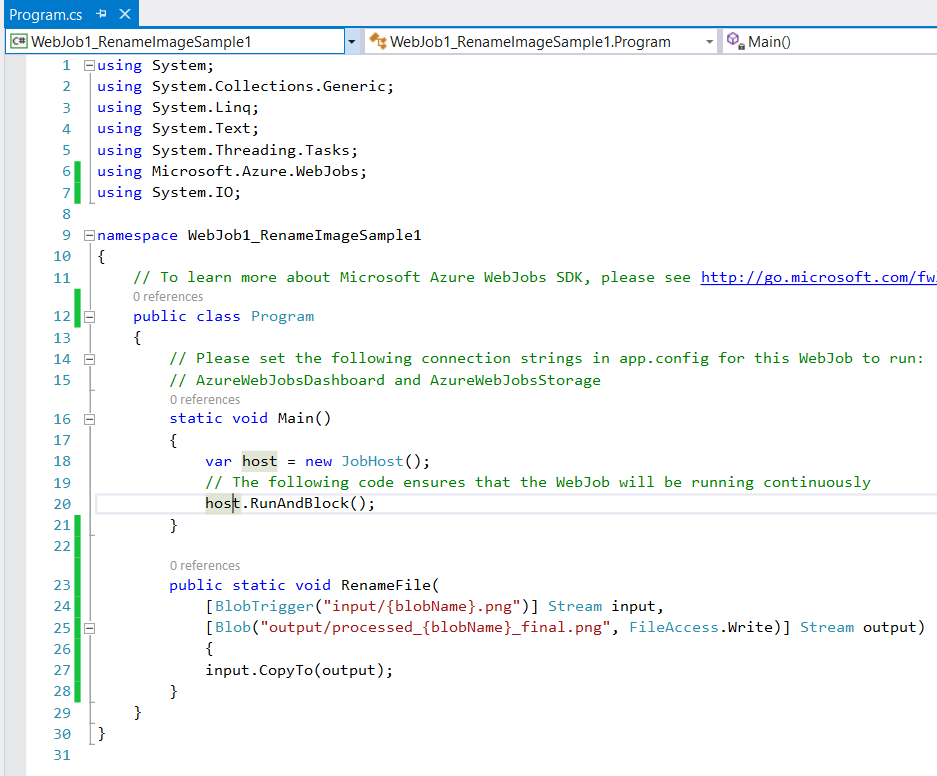 Program.cs
C# WebJob1_RenameImageSample1 WebJob1_RenameImageSample1.Program Main()
1 using System;
2 using System.Collections.Generic;
3 using System.Linq;
4 using System.Text;
5 using System.Threading.Tasks;
6 using Microsoft.Azure.WebJobs;
7 using System.IO;
8
9 namespace WebJob1_RenameImageSample1
10 {
11 // To learn more about Microsoft Azure WebJobs SDK, please see http://go.microsoft.com/fw
0 references
12 public class Program
13 {
14 // Please set the following connection strings in app.config for this WebJob to run:
15 // AzureWebJobsDashboard and AzureWebJobsStorage
0 references
16 static void Main()
17 {
18 var host = new JobHost();
19 // The following code ensures that the WebJob will be running continuously
20 host.RunAndBlock();
21 }
22
0 references
23 public static void RenameFile(
24 [BlobTrigger("input/{blobName}.png")] Stream input,
25 [Blob("output/processed_{blobName}_final.png", FileAccess.Write)] Stream output)
26 {
27 input.CopyTo(output);
28 }
29 }
30 }
31